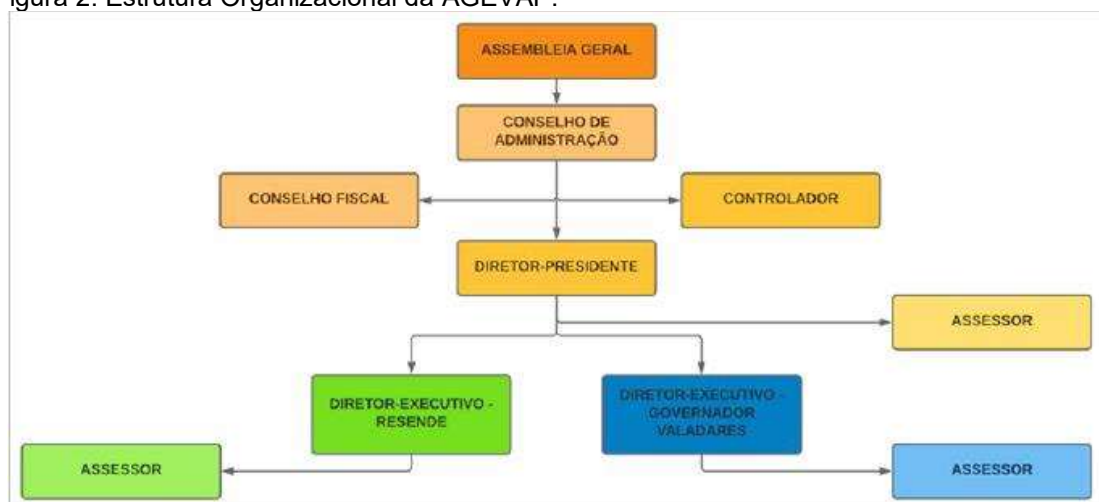 igura 2. Estrutura Organizacional da AGEVAP.
ASSEMBLEIA GERAL
CONSELHO DE
ADMINISTRAÇÃO
CONSELHO FISCAL
CONTROLADOR
DIRETOR-PRESIDENTE
ASSESSOR
DIRETOR-EXECUTIVO -
RESENDE
DIRETOR-EXECUTIVO -
GOVERNADOR
VALADARES
ASSESSOR
ASSESSOR